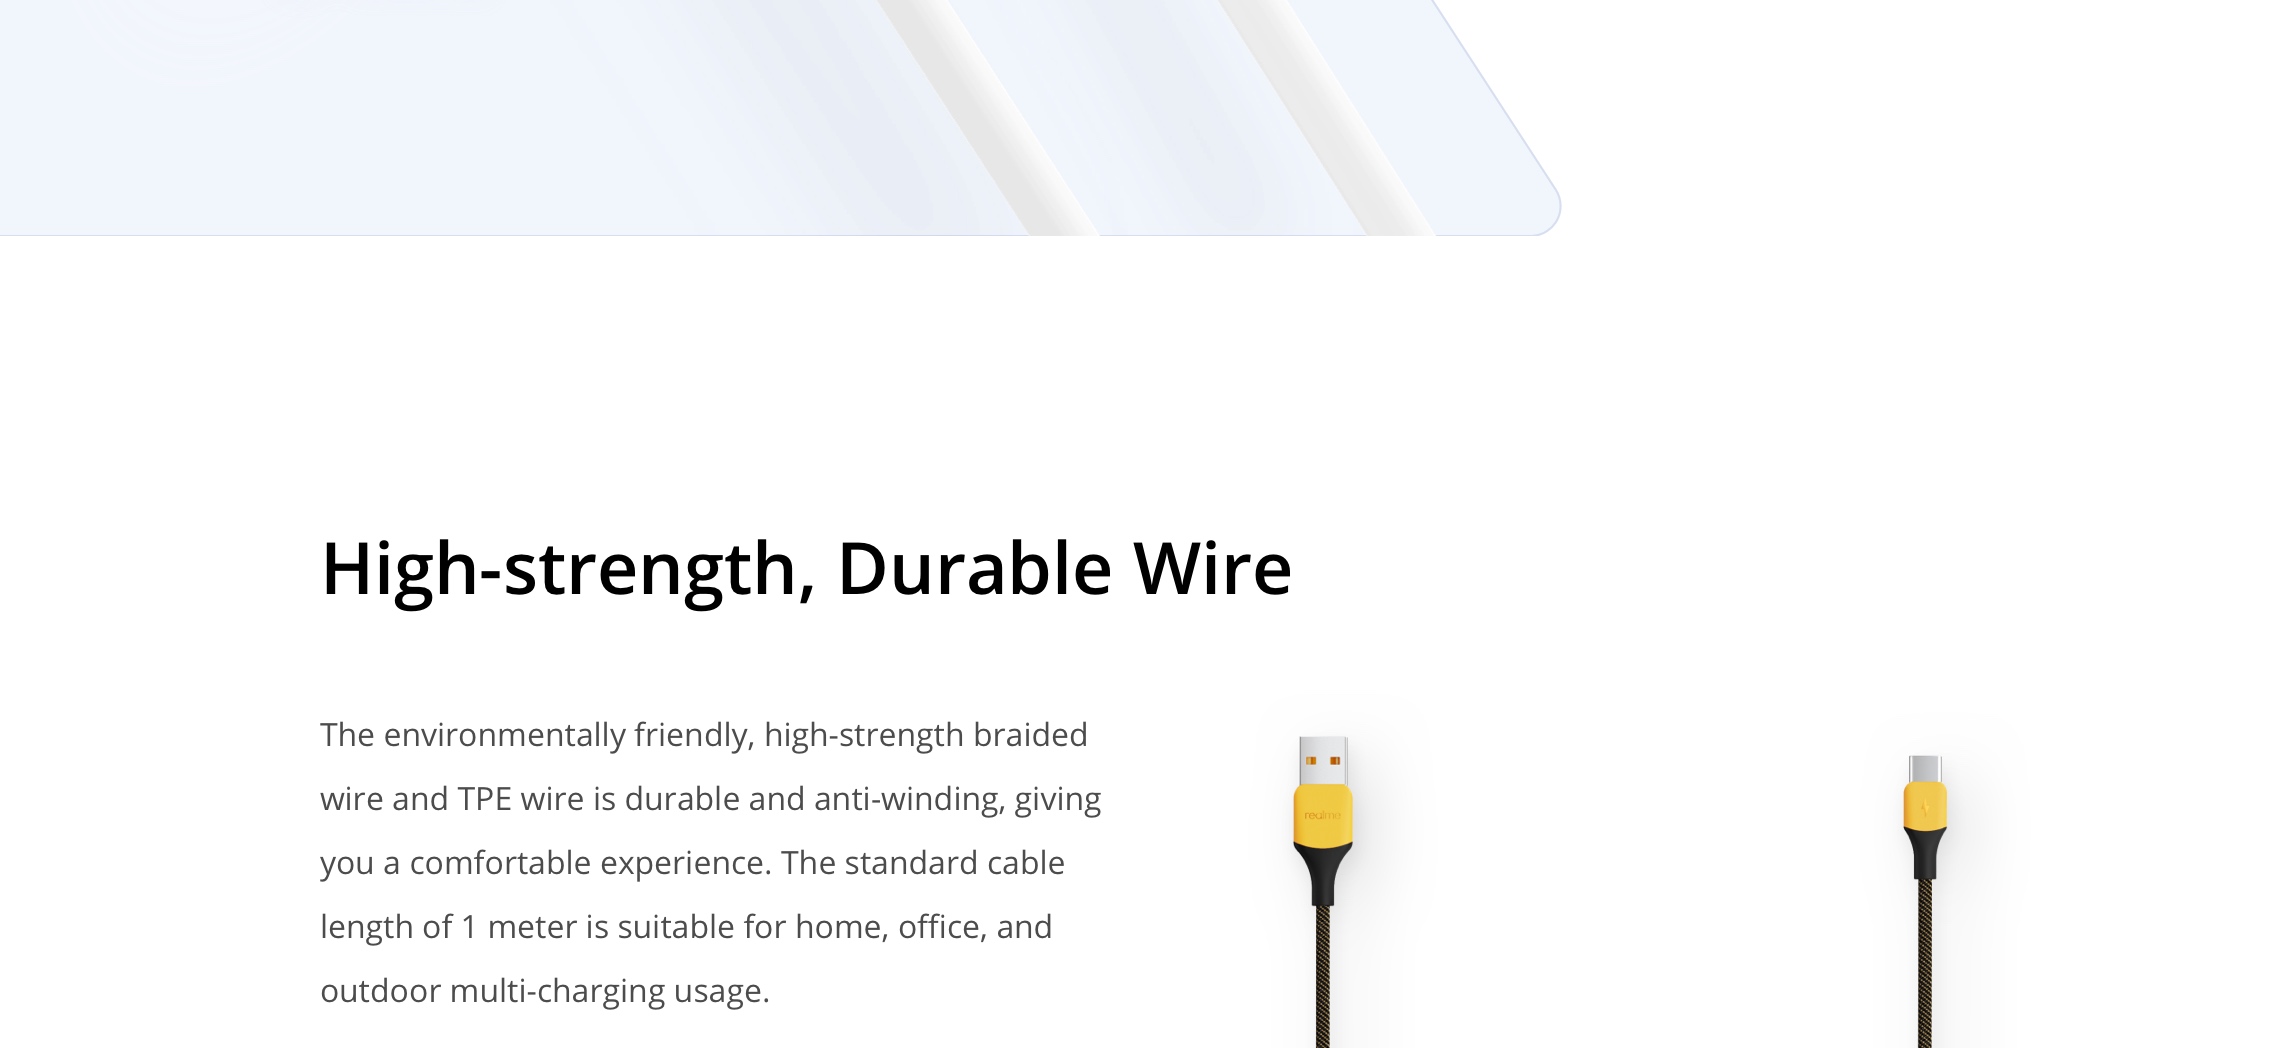 High-strength, Durable Wire
The environmentally friendly, high-strength braided
wire and TPE wire is durable and anti-winding, giving
you a comfortable experience. The standard cable
length of 1 meter is suitable for home, office, and
outdoor multi-charging usage.
realme